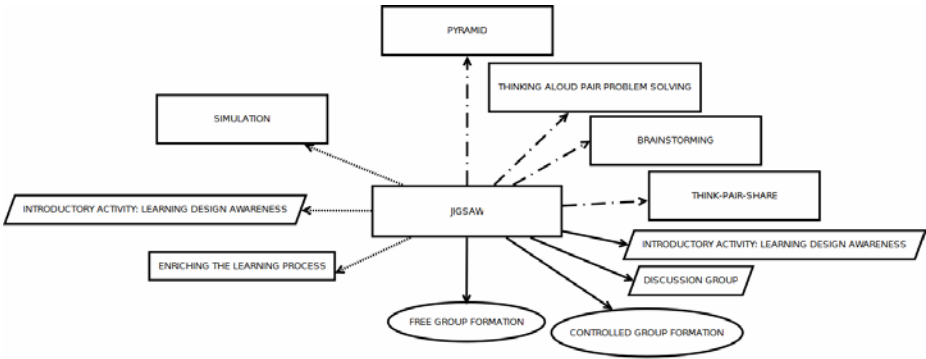 PYRAMID
THINKING ALOUD PAIR PROBLEM SOLVING
SIMULATION
BRAINSTORMING
THINK-PAIR-SHARE
JIGSAW
INTRODUCTORY ACTIVITY: LEARNING DESIGN AWARENESS
INTRODUCTORY ACTIVITY: LEARNING DESIGN AWARENESS
ENRICHING THE LEARNING PROCESS
DISCUSSION GROUP
FREE GROUP FORMATION
CONTROLLED GROUP FORMATION